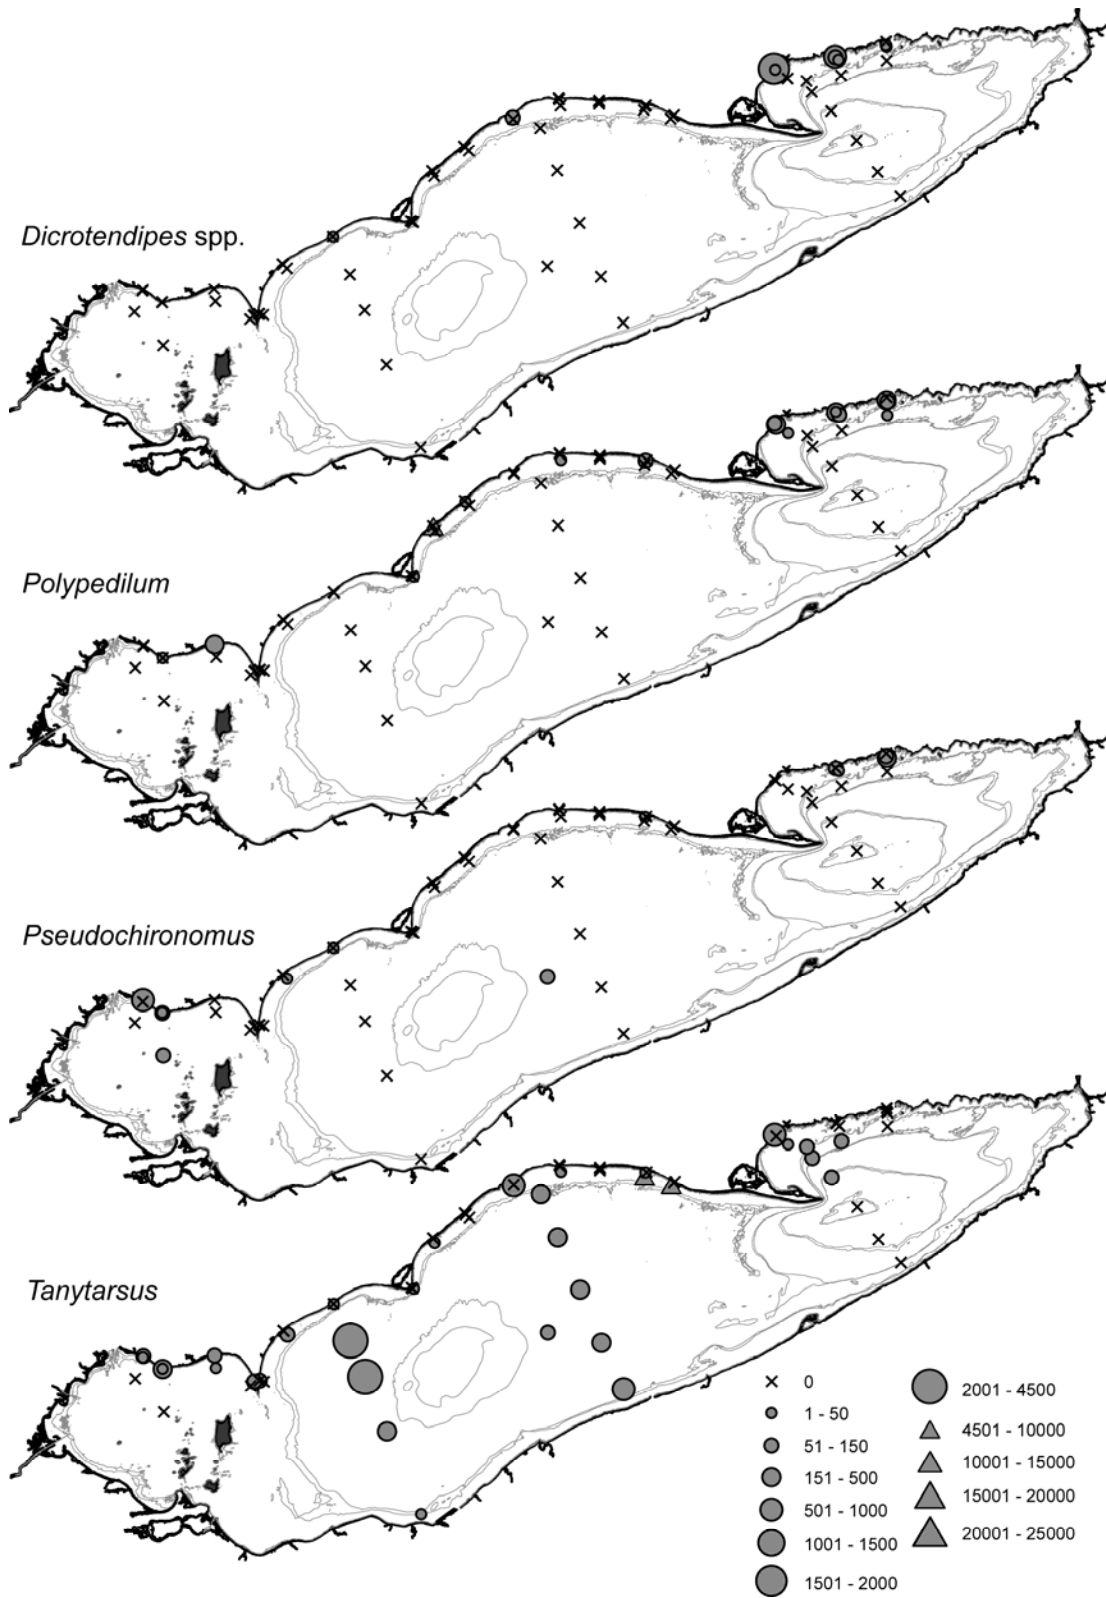 Dicrotendipes spp.
Polypedilum
Pseudochironomus
Tanytarsus
0
1 - 50
51 - 150
151 - 500
501 - 1000
1001 - 1500
1501 - 2000
2001 - 4500
4501 - 10000
10001 - 15000
15001 - 20000
20001 - 25000